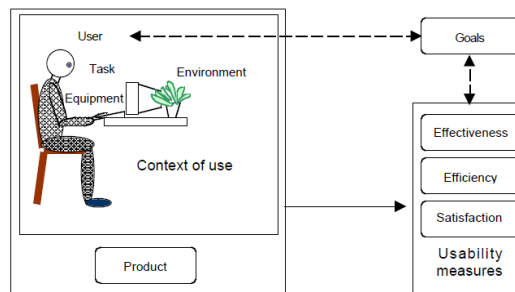 User
Goals
Task
Environment
Equipment
Effectiveness
Context of use
Efficiency
Satisfaction
Product
Usability
measures